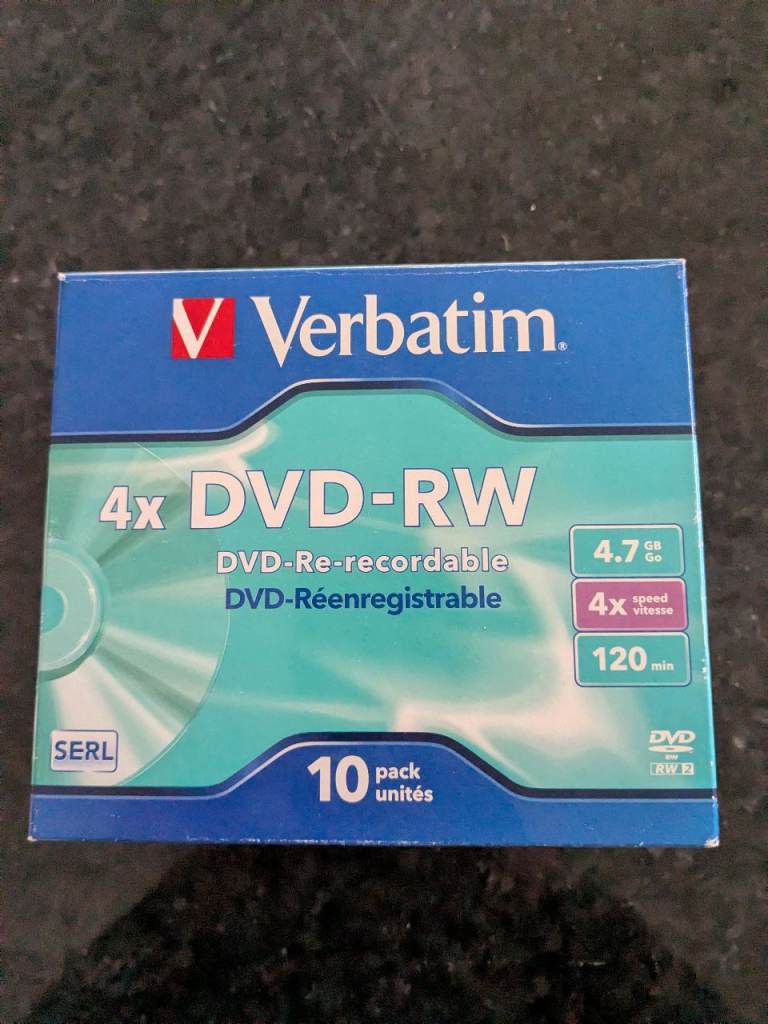 V Verbatim®
4x DVD-RW
DVD-Re-recordable
DVD-Réenregistrable
4.7 GB
Go
4x speed
vitesse
120 min
SERL
10 pack
unités
DVD
RW
RW 2